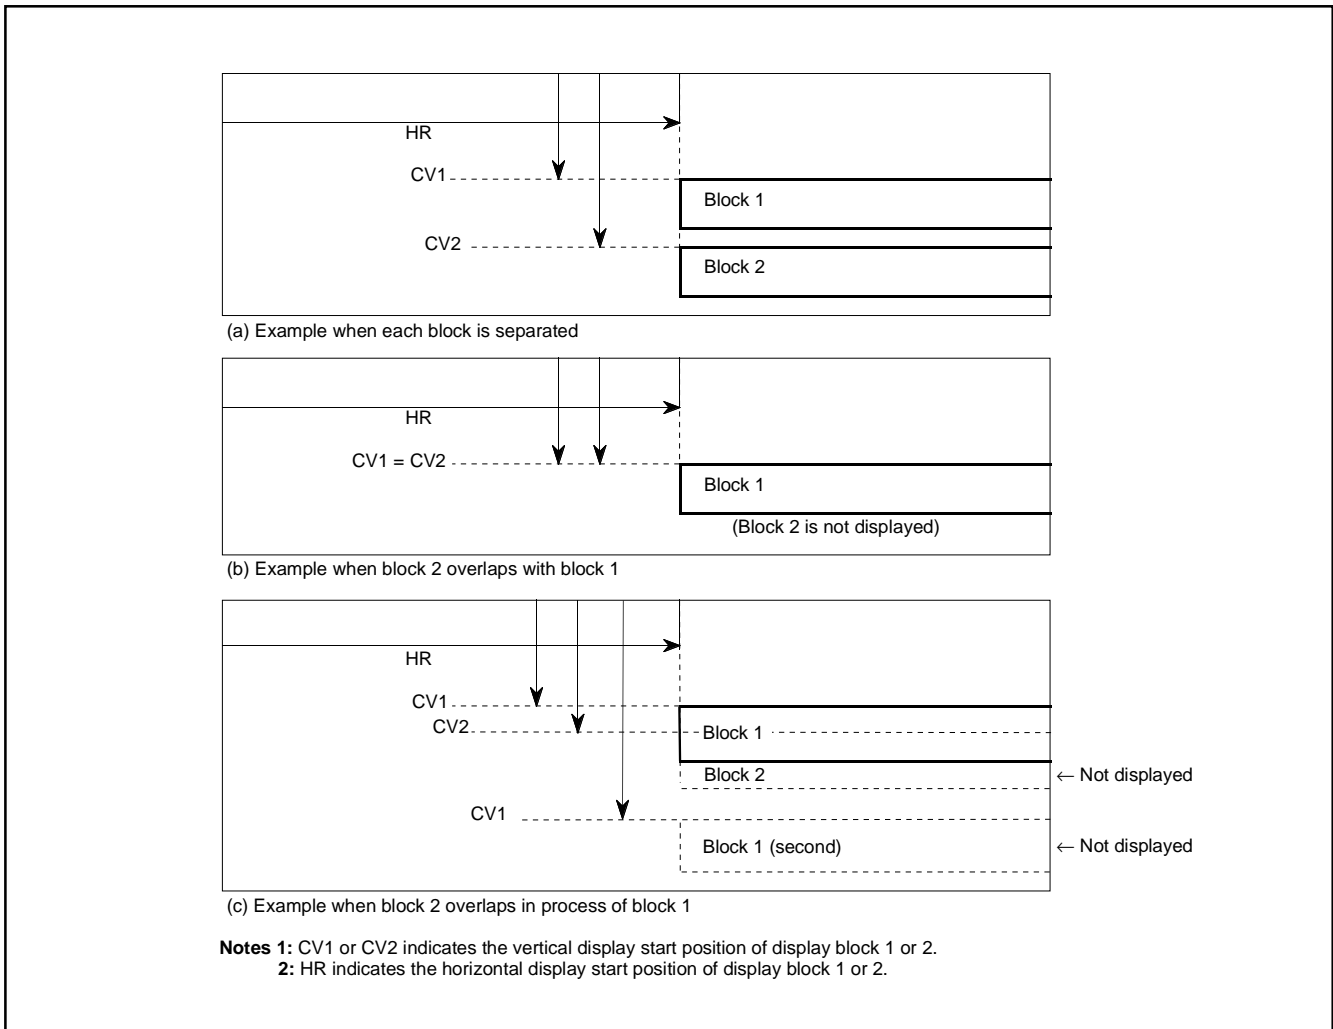 HR
CV1
Block 1
CV2
Block 2
(a) Example when each block is separated
HR
CV1 = CV2
Block 1
(Block 2 is not displayed)
(b) Example when block 2 overlaps with block 1
HR
CV1
CV2
Block 1
Block 2
← Not displayed
CV1
Block 1 (second)
← Not displayed
(c) Example when block 2 overlaps in process of block 1
Notes 1: CV1 or CV2 indicates the vertical display start position of display block 1 or 2.
2: HR indicates the horizontal display start position of display block 1 or 2.